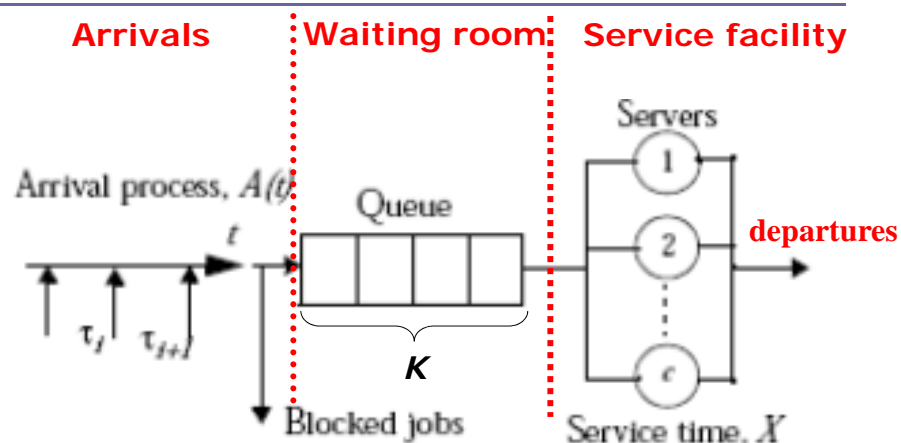 Arrivals
Waiting room
Service facility
Servers
1
Arrival process, A(t)
Queue
t
2
departures
τj
τj+1
K
c
Blocked jobs
Service time, X